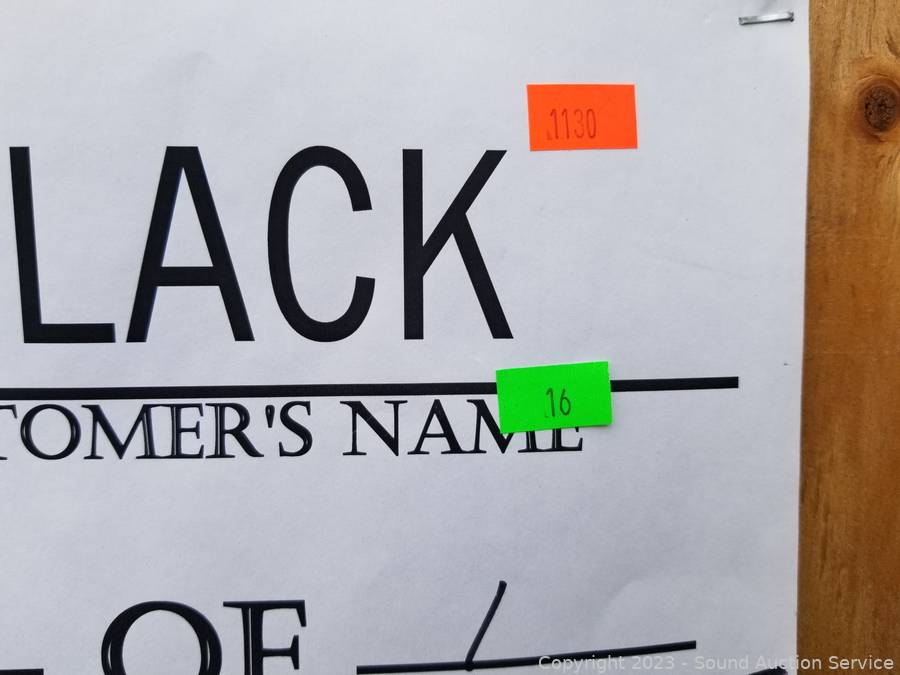 1130
LACK
16
TOMER'S NAME
OF
Copyright 2023 - Sound Auction Service